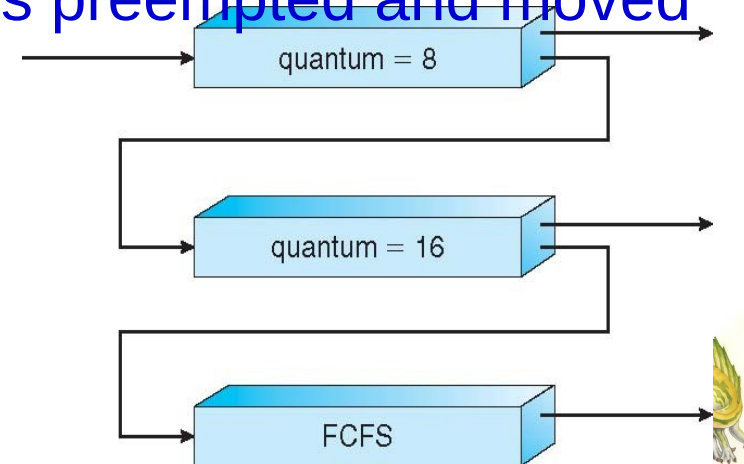 s preempted and moved
quantum = 8
quantum = 16
FCFS